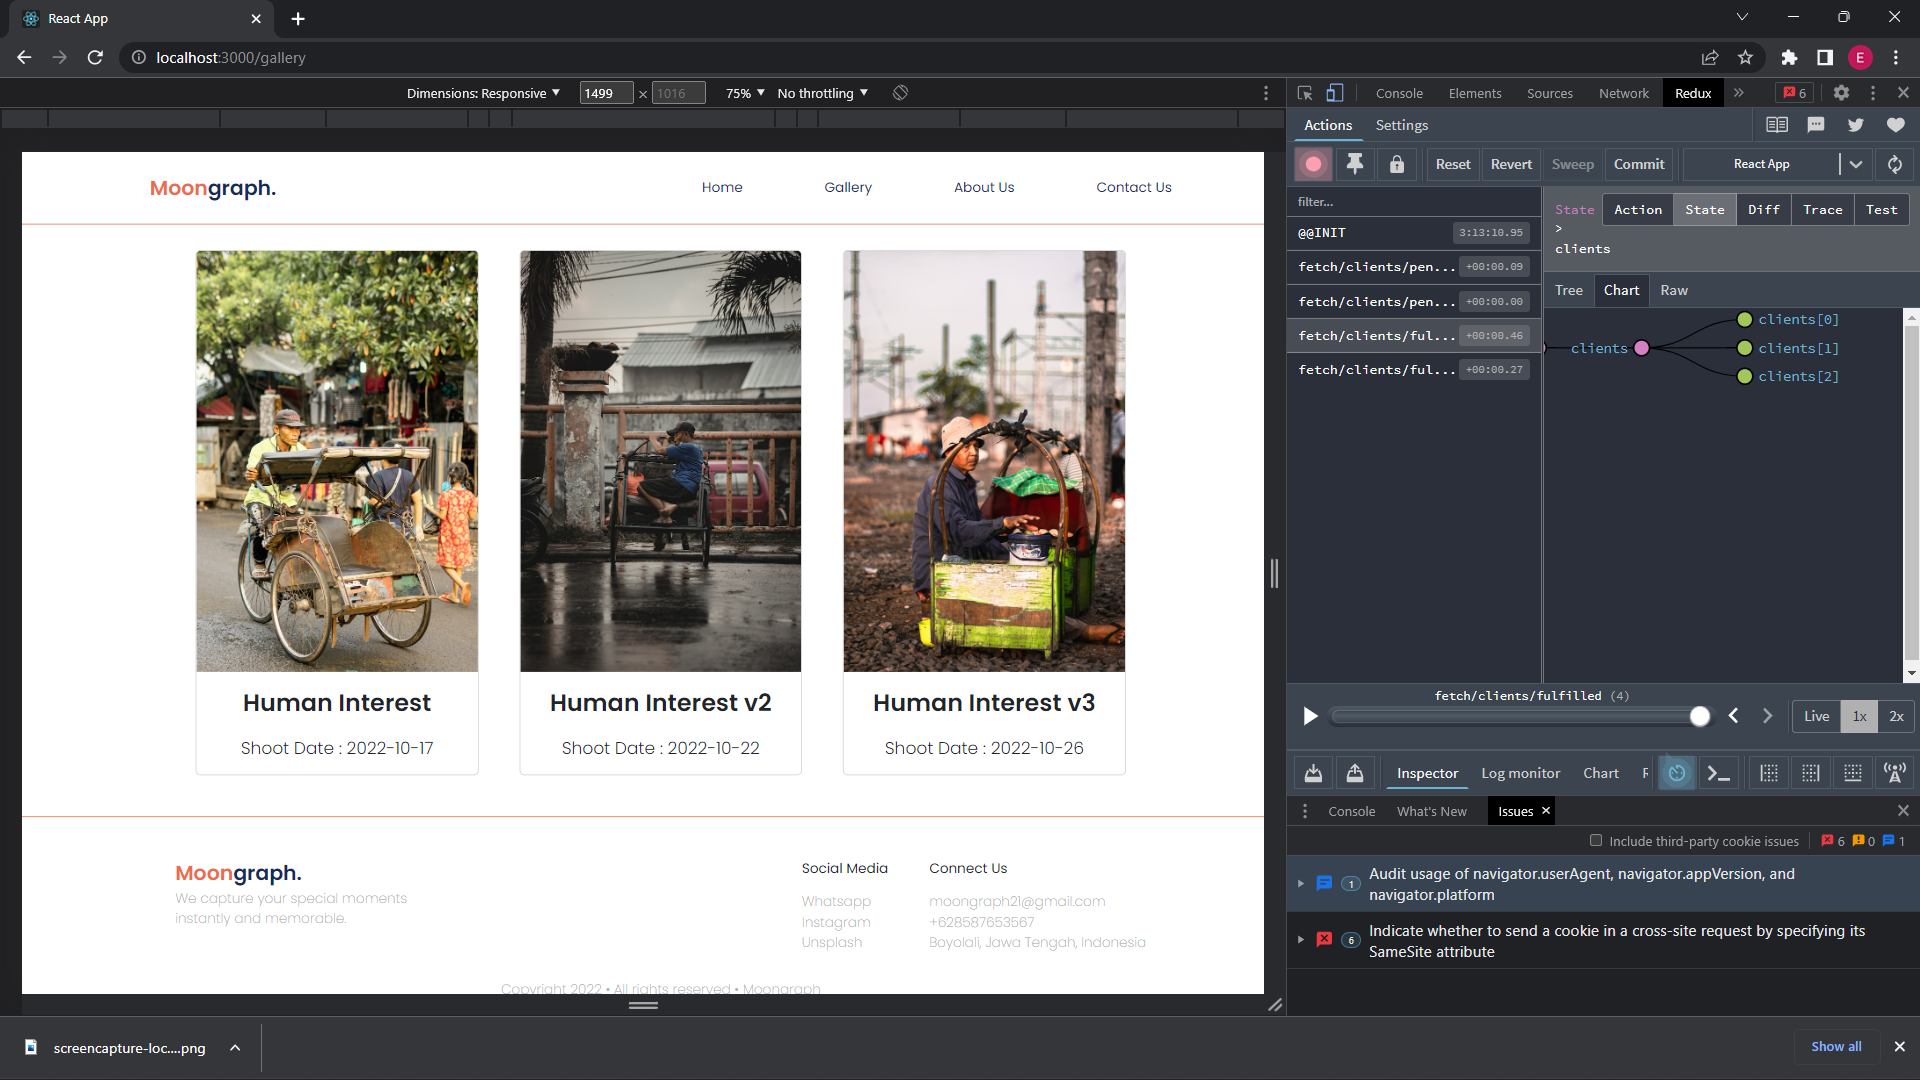 React App
localhost:3000/gallery
E
Dimensions: Responsive 1499 × 1016 75% No throttling
Console Elements Sources Network Redux 6
Actions Settings
Reset Revert Sweep Commit React App
filter...
@@INIT 3:13:10.95
fetch/clients/pen... +00:00.09
fetch/clients/pen... +00:00.00
fetch/clients/ful... +00:00.46
fetch/clients/ful... +00:00.27
State Action State Diff Trace Test
>
clients
Tree Chart Raw
clients[0]
clients clients[1]
clients[2]
fetch/clients/fulfilled (4)
Live 1x 2x
Inspector Log monitor Chart
Console What's New Issues
Include third-party cookie issues 6 0 1
1 Audit usage of navigator.userAgent, navigator.appVersion, and
navigator.platform
6 Indicate whether to send a cookie in a cross-site request by specifying its
SameSite attribute
Moongraph.
Home Gallery About Us Contact Us
Human Interest
Shoot Date : 2022-10-17
Human Interest v2
Shoot Date : 2022-10-22
Human Interest v3
Shoot Date : 2022-10-26
Moongraph.
We capture your special moments
instantly and memorable.
Social Media
Whatsapp
Instagram
Unsplash
Connect Us
moongraph21@gmail.com
+628587653567
Boyolali, Jawa Tengah, Indonesia
Copyright 2022 • All rights reserved • Moongraph
screencapture-loc....png
Show all